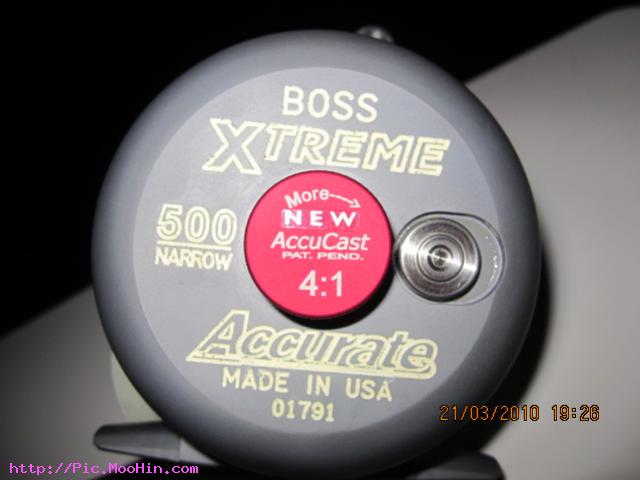 BOSS
XTREME
500
NARROW
More--->
NEW
AccuCast
PAT. PEND.
4:1
Accurate
MADE IN USA
01791
21/03/2010 19:26
http://Pic.MooHin.com